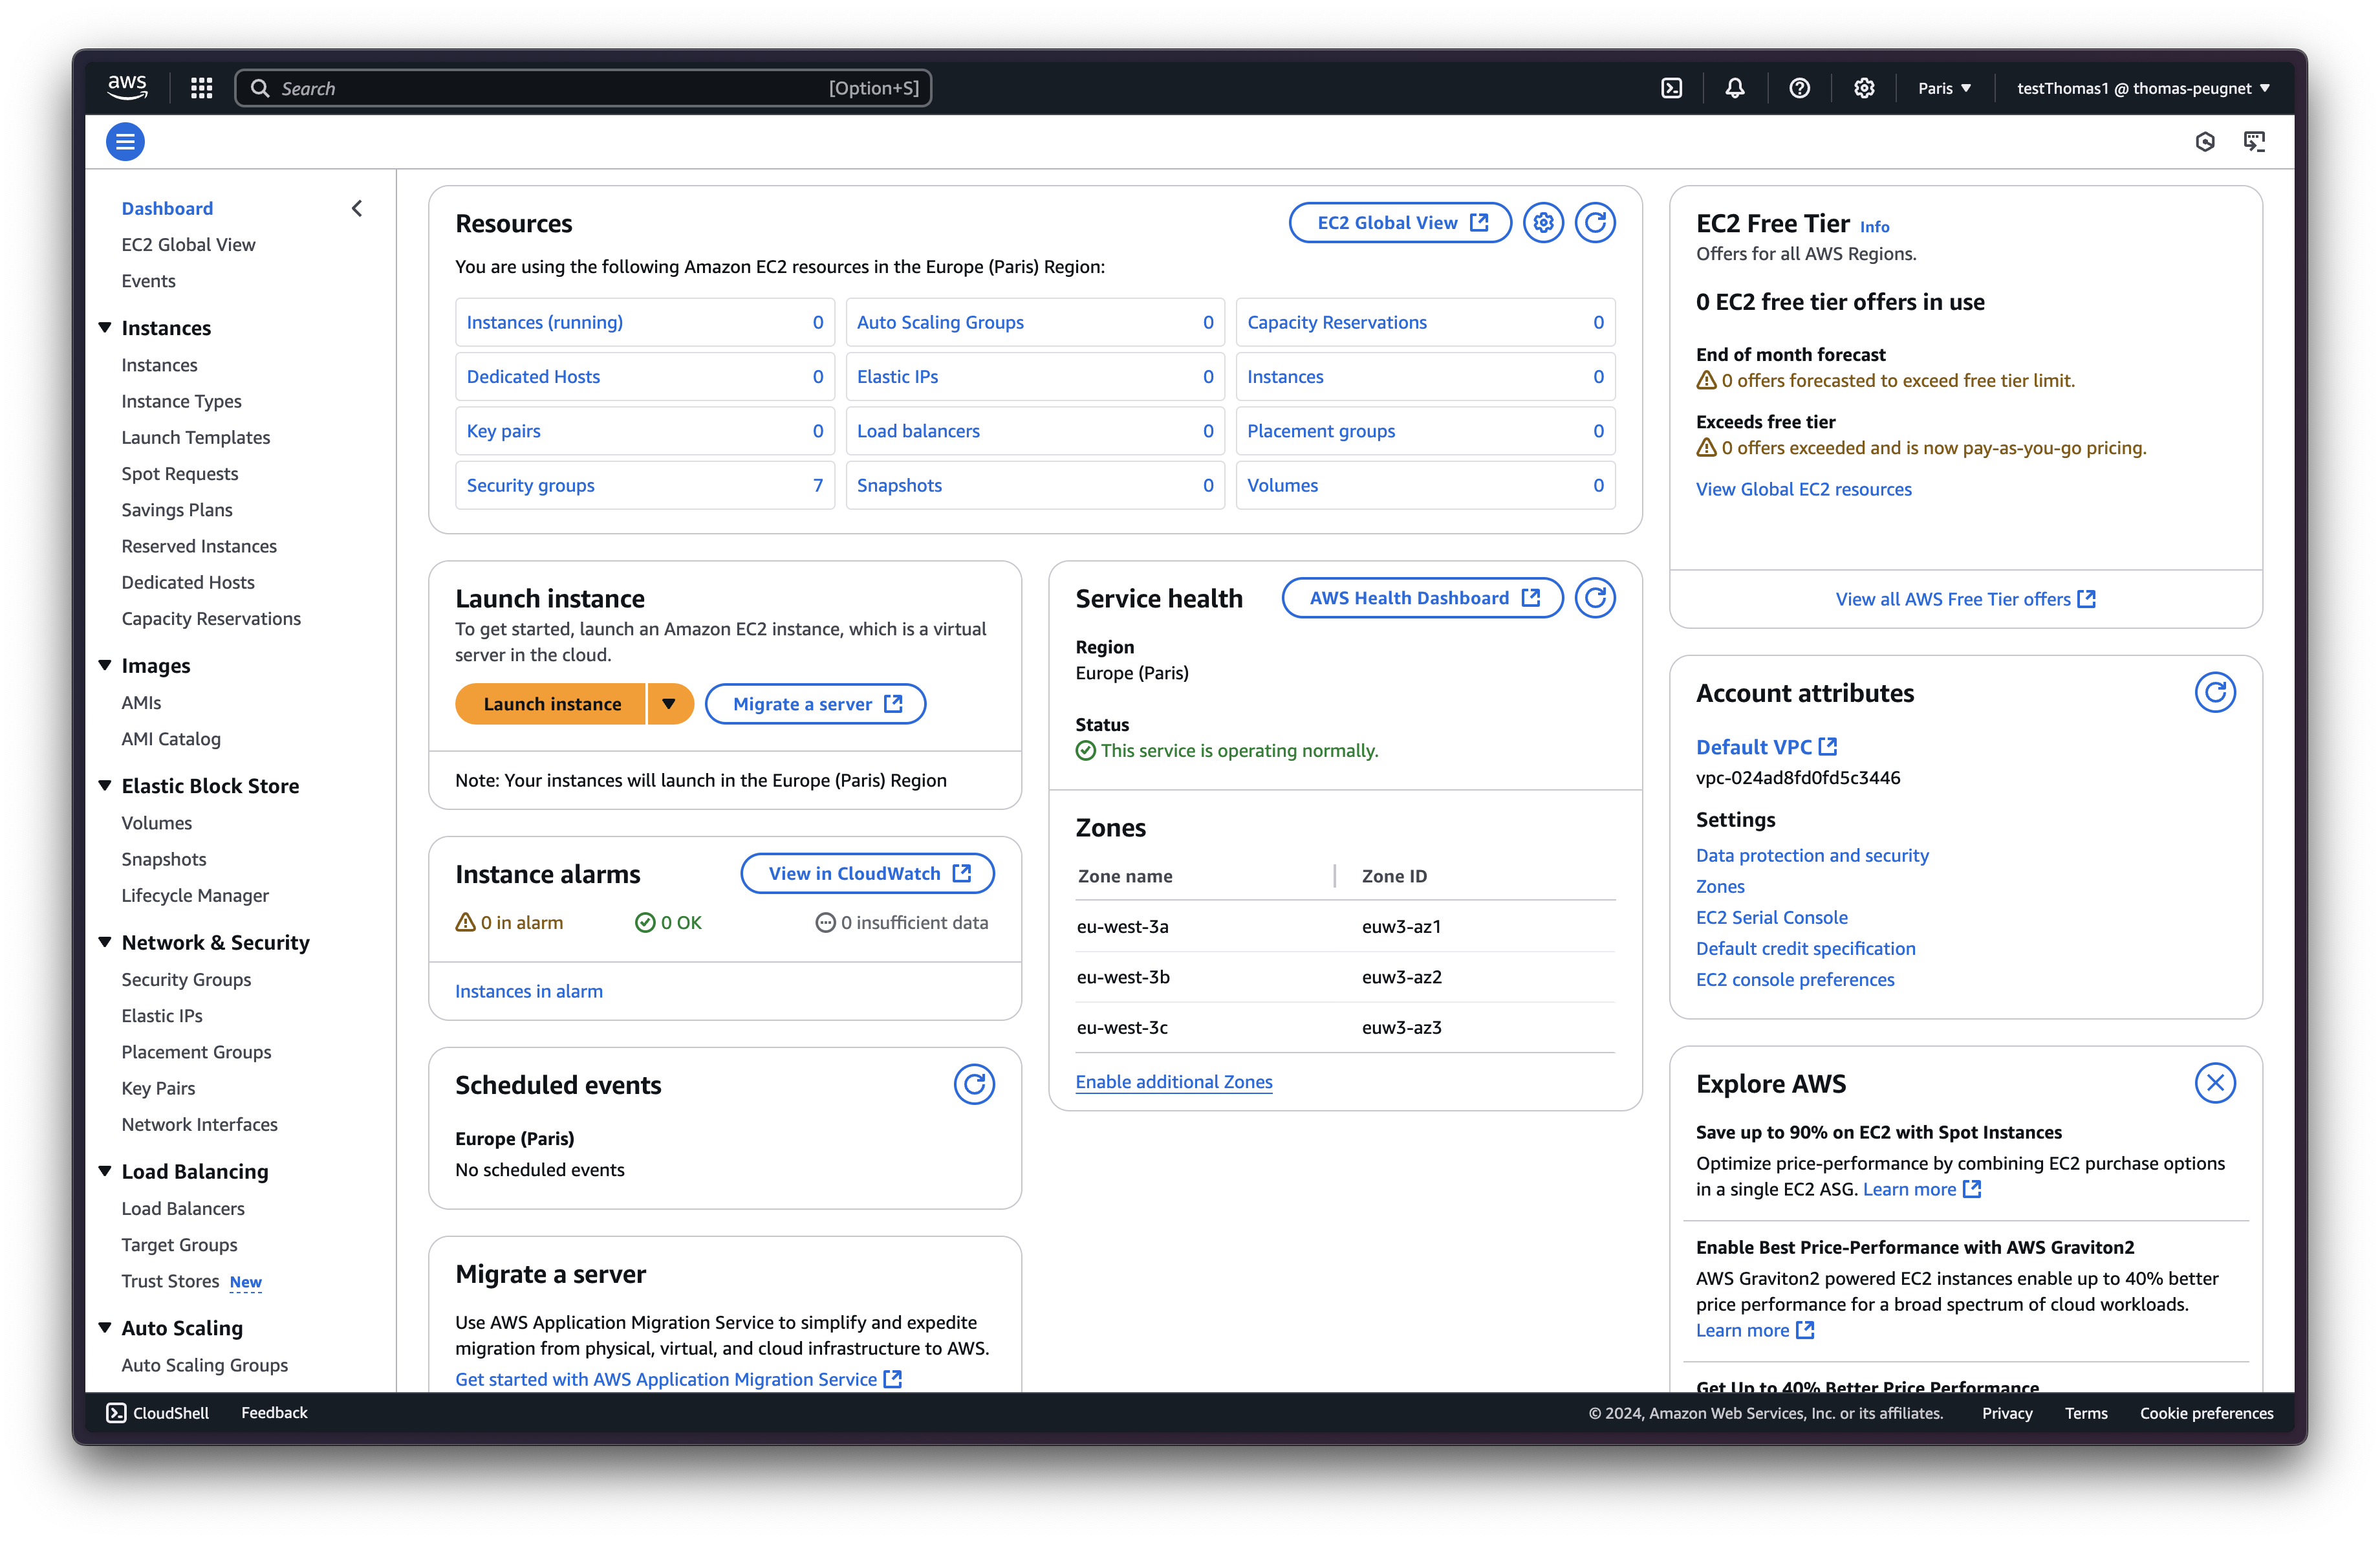 aws
Search [Option+S]
Paris ▼
testThomas1 @ thomas-peugnet ▼
Dashboard
EC2 Global View
Events
Instances
Instances
Instance Types
Launch Templates
Spot Requests
Savings Plans
Reserved Instances
Dedicated Hosts
Capacity Reservations
Images
AMIs
AMI Catalog
Elastic Block Store
Volumes
Snapshots
Lifecycle Manager
Network & Security
Security Groups
Elastic IPs
Placement Groups
Key Pairs
Network Interfaces
Load Balancing
Load Balancers
Target Groups
Trust Stores New
Auto Scaling
Auto Scaling Groups
Resources
EC2 Global View
You are using the following Amazon EC2 resources in the Europe (Paris) Region:
Instances (running) 0
Auto Scaling Groups 0
Capacity Reservations 0
Dedicated Hosts 0
Elastic IPs 0
Instances 0
Key pairs 0
Load balancers 0
Placement groups 0
Security groups 7
Snapshots 0
Volumes 0
Launch instance
To get started, launch an Amazon EC2 instance, which is a virtual
server in the cloud.
Launch instance
Migrate a server
Note: Your instances will launch in the Europe (Paris) Region
Instance alarms
View in CloudWatch
0 in alarm
0 OK
0 insufficient data
Instances in alarm
Scheduled events
Europe (Paris)
No scheduled events
Migrate a server
Use AWS Application Migration Service to simplify and expedite
migration from physical, virtual, and cloud infrastructure to AWS.
Get started with AWS Application Migration Service
Service health
AWS Health Dashboard
Region
Europe (Paris)
Status
This service is operating normally.
Zones
Zone name Zone ID
eu-west-3a euw3-az1
eu-west-3b euw3-az2
eu-west-3c euw3-az3
Enable additional Zones
EC2 Free Tier Info
Offers for all AWS Regions.
0 EC2 free tier offers in use
End of month forecast
0 offers forecasted to exceed free tier limit.
Exceeds free tier
0 offers exceeded and is now pay-as-you-go pricing.
View Global EC2 resources
View all AWS Free Tier offers
Account attributes
Default VPC
vpc-024ad8fd0fd5c3446
Settings
Data protection and security
Zones
EC2 Serial Console
Default credit specification
EC2 console preferences
Explore AWS
Save up to 90% on EC2 with Spot Instances
Optimize price-performance by combining EC2 purchase options
in a single EC2 ASG. Learn more
Enable Best Price-Performance with AWS Graviton2
AWS Graviton2 powered EC2 instances enable up to 40% better
price performance for a broad spectrum of cloud workloads.
Learn more
Get Up to 40% Better Price Performance
CloudShell
Feedback
© 2024, Amazon Web Services, Inc. or its affiliates.
Privacy
Terms
Cookie preferences